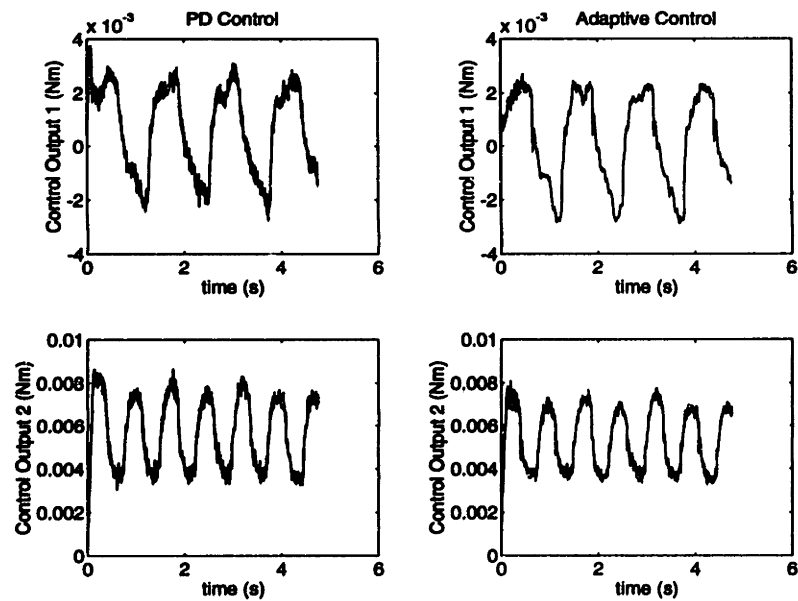 PD Control
x 10⁻³
4
2
0
-2
-4
Control Output 1 (Nm)
0 2 4 6
time (s)
Adaptive Control
x 10⁻³
4
2
0
-2
-4
Control Output 1 (Nm)
0 2 4 6
time (s)
0.01
0.008
0.006
0.004
0.002
0
Control Output 2 (Nm)
0 2 4 6
time (s)
0.01
0.008
0.006
0.004
0.002
0
Control Output 2 (Nm)
0 2 4 6
time (s)